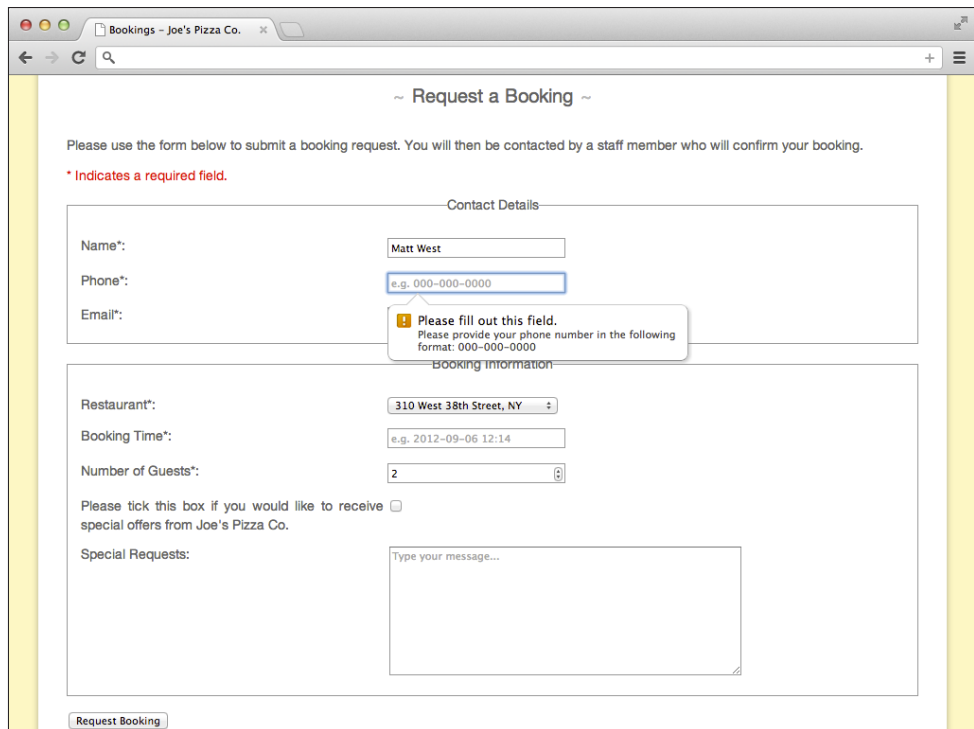 Bookings – Joe's Pizza Co.
~ Request a Booking ~
Please use the form below to submit a booking request. You will then be contacted by a staff member who will confirm your booking.
* Indicates a required field.
Contact Details
Name*:
Matt West
Phone*:
e.g. 000-000-0000
Email*:
Please fill out this field.
Please provide your phone number in the following
format: 000-000-0000
Booking Information
Restaurant*:
310 West 38th Street, NY
Booking Time*:
e.g. 2012-09-06 12:14
Number of Guests*:
2
Please tick this box if you would like to receive
special offers from Joe's Pizza Co.
Special Requests:
Type your message...
Request Booking